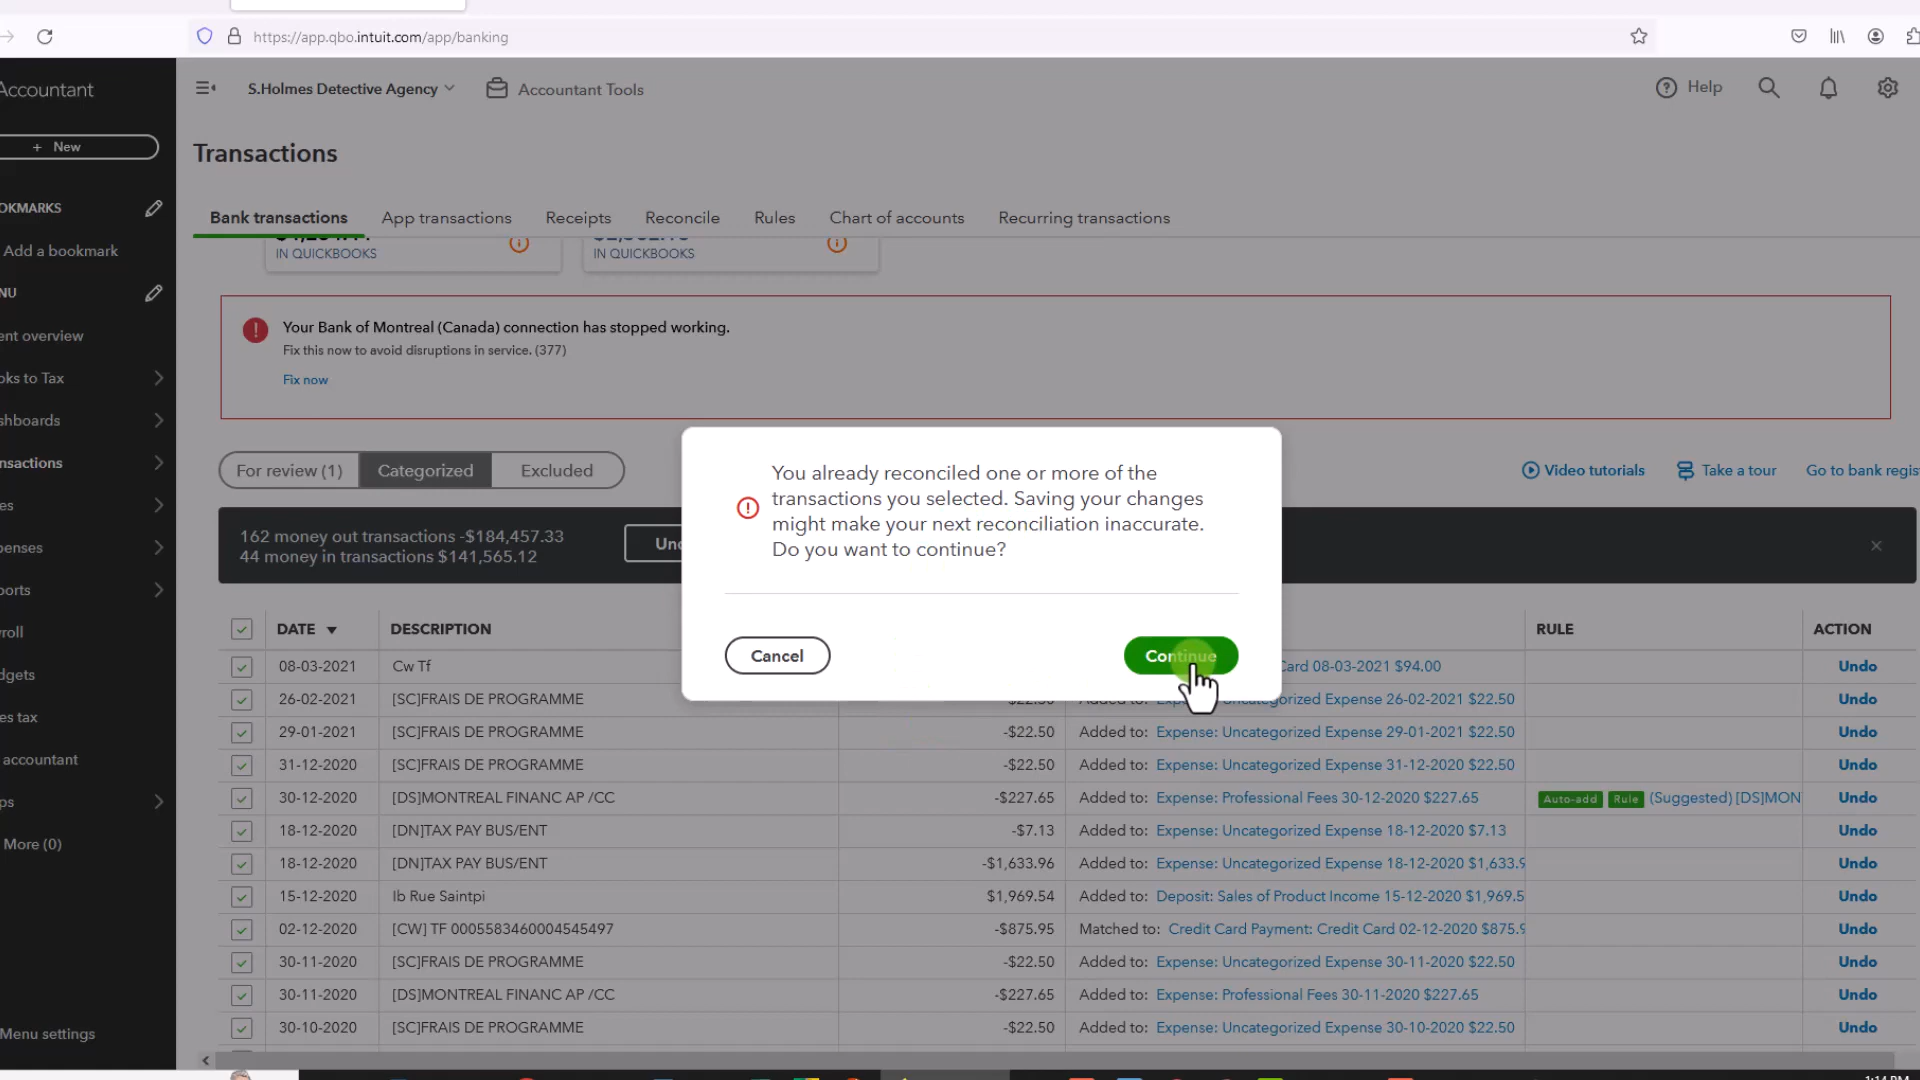 https://app.qbo.intuit.com/app/banking
Accountant
S.Holmes Detective Agency
Accountant Tools
Help
+ New
Transactions
OKMARKS
Bank transactions
App transactions
Receipts
Reconcile
Rules
Chart of accounts
Recurring transactions
Add a bookmark
IN QUICKBOOKS
IN QUICKBOOKS
NU
ent overview
oks to Tax
shboards
nsactions
es
penses
ports
roll
dgets
es tax
accountant
ps
More (0)
Menu settings
Your Bank of Montreal (Canada) connection has stopped working.
Fix this now to avoid disruptions in service. (377)
Fix now
For review (1)
Categorized
Excluded
Video tutorials
Take a tour
Go to bank regis
162 money out transactions -$184,457.33
44 money in transactions $141,565.12
Und
You already reconciled one or more of the
transactions you selected. Saving your changes
might make your next reconciliation inaccurate.
Do you want to continue?
Cancel
Continue
DATE DESCRIPTION RULE ACTION
08-03-2021 Cw Tf Card 08-03-2021 $94.00 Undo
26-02-2021 [SC]FRAIS DE PROGRAMME -$22.50 Added to: Expense: Uncategorized Expense 26-02-2021 $22.50 Undo
29-01-2021 [SC]FRAIS DE PROGRAMME -$22.50 Added to: Expense: Uncategorized Expense 29-01-2021 $22.50 Undo
31-12-2020 [SC]FRAIS DE PROGRAMME -$22.50 Added to: Expense: Uncategorized Expense 31-12-2020 $22.50 Undo
30-12-2020 [DS]MONTREAL FINANC AP /CC -$227.65 Added to: Expense: Professional Fees 30-12-2020 $227.65 Auto-add Rule (Suggested) [DS]MON Undo
18-12-2020 [DN]TAX PAY BUS/ENT -$7.13 Added to: Expense: Uncategorized Expense 18-12-2020 $7.13 Undo
18-12-2020 [DN]TAX PAY BUS/ENT -$1,633.96 Added to: Expense: Uncategorized Expense 18-12-2020 $1,633.9 Undo
15-12-2020 Ib Rue Saintpi $1,969.54 Added to: Deposit: Sales of Product Income 15-12-2020 $1,969.5 Undo
02-12-2020 [CW] TF 0005583460004545497 -$875.95 Matched to: Credit Card Payment: Credit Card 02-12-2020 $875.9 Undo
30-11-2020 [SC]FRAIS DE PROGRAMME -$22.50 Added to: Expense: Uncategorized Expense 30-11-2020 $22.50 Undo
30-11-2020 [DS]MONTREAL FINANC AP /CC -$227.65 Added to: Expense: Professional Fees 30-11-2020 $227.65 Undo
30-10-2020 [SC]FRAIS DE PROGRAMME -$22.50 Added to: Expense: Uncategorized Expense 30-10-2020 $22.50 Undo